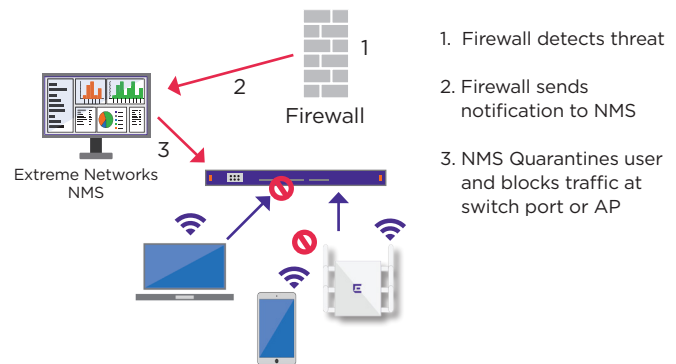 1
2
Firewall
3
Extreme Networks
NMS
E
1. Firewall detects threat
2. Firewall sends
notification to NMS
3. NMS Quarantines user
and blocks traffic at
switch port or AP